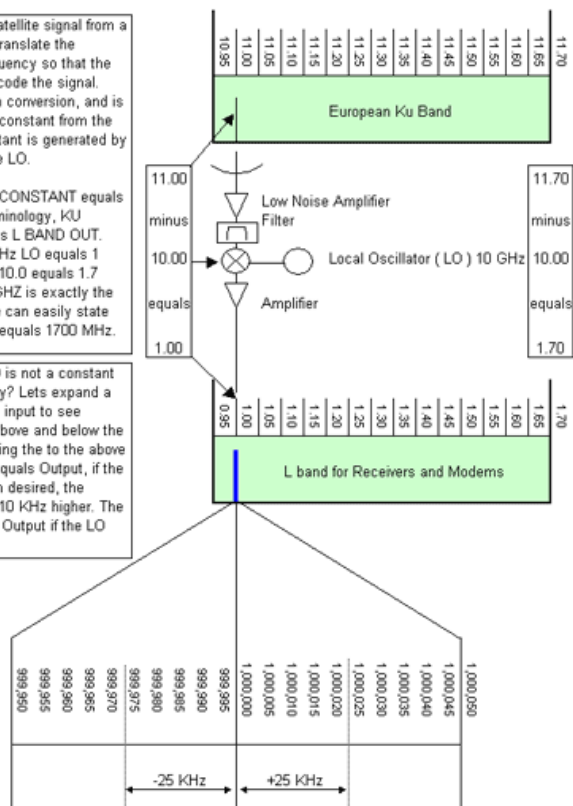 atellite signal from a
ranslate the
uency so that the
code the signal.
conversion, and is
constant from the
tant is generated by
e LO.
CONSTANT equals
minology, KU
s L BAND OUT.
Hz LO equals 1
10.0 equals 1.7
GHZ is exactly the
can easily state
equals 1700 MHz.
is not a constant
y? Lets expand a
input to see
bove and below the
ing the to the above
quals Output, if the
n desired, the
10 KHz higher. The
Output if the LO
10.95 11.00 11.05 11.10 11.15 11.20 11.25 11.30 11.35 11.40 11.45 11.50 11.55 11.60 11.65 11.70
European Ku Band
11.00
minus
10.00
equals
1.00
Low Noise Amplifier
Filter
Local Oscillator ( LO ) 10 GHz
Amplifier
11.70
minus
10.00
equals
1.70
0.95 1.00 1.05 1.10 1.15 1.20 1.25 1.30 1.35 1.40 1.45 1.50 1.55 1.60 1.65 1.70
L band for Receivers and Modems
999,950 999,955 999,960 999,965 999,970 999,975 999,980 999,985 999,990 999,995 1,000,000 1,000,005 1,000,010 1,000,015 1,000,020 1,000,025 1,000,030 1,000,035 1,000,040 1,000,045 1,000,050
-25 KHz
+25 KHz